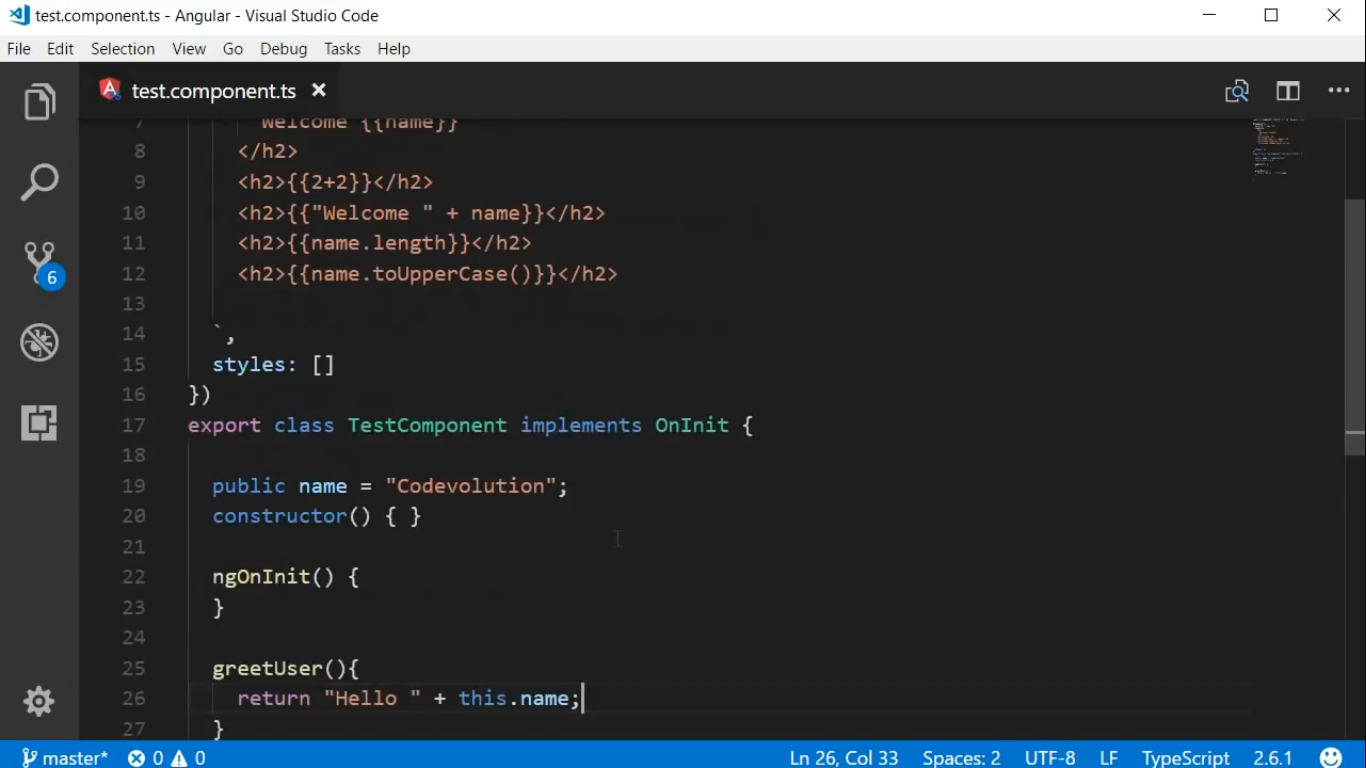 test.component.ts - Angular - Visual Studio Code
File Edit Selection View Go Debug Tasks Help
test.component.ts
7 Welcome {{name}}
8 </h2>
9 <h2>{{2+2}}</h2>
10 <h2>{{"Welcome " + name}}</h2>
11 <h2>{{name.length}}</h2>
12 <h2>{{name.toUpperCase()}}</h2>
13
14 `,
15 styles: []
16 })
17 export class TestComponent implements OnInit {
18
19 public name = "Codevolution";
20 constructor() { }
21
22 ngOnInit() {
23 }
24
25 greetUser(){
26 return "Hello " + this.name;
27 }
6
master* 0 0 Ln 26, Col 33 Spaces: 2 UTF-8 LF TypeScript 2.6.1